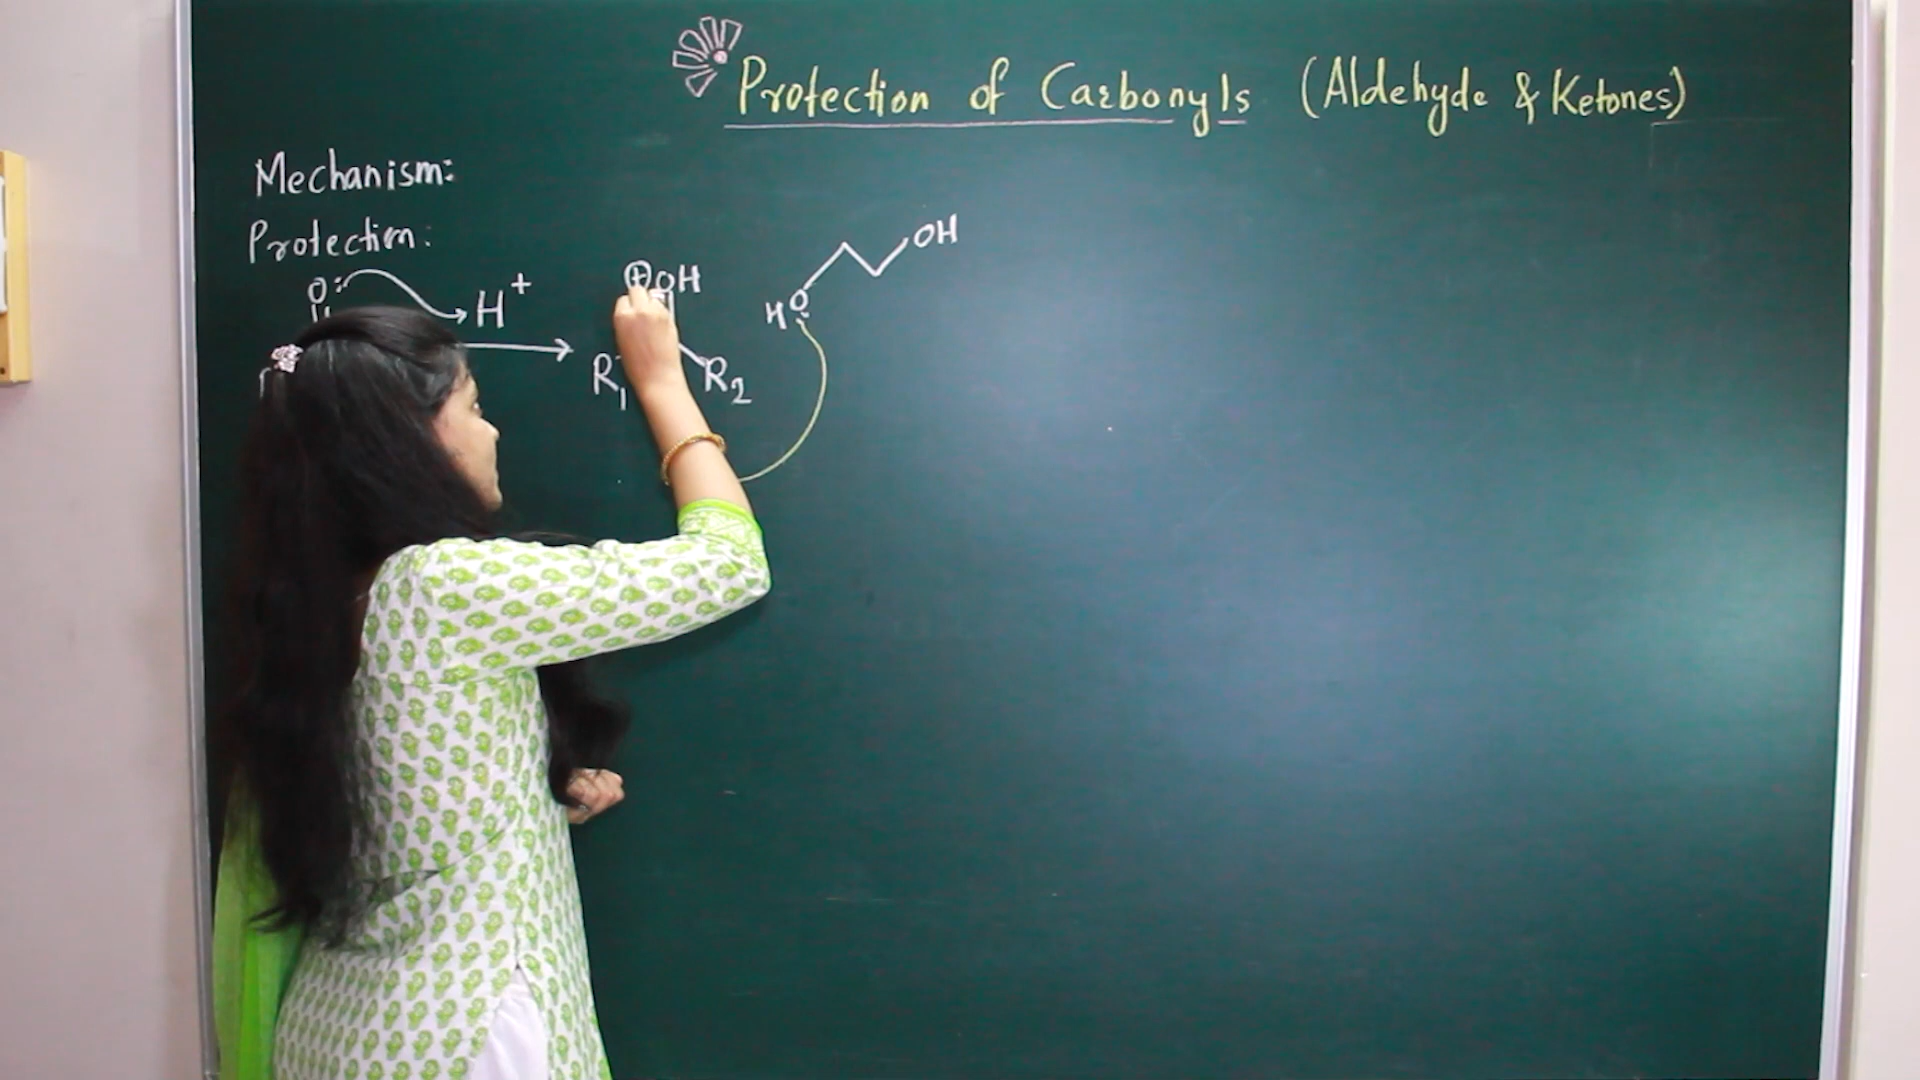 Protection of Carbonyls (Aldehyde & Ketones)
Mechanism:
Protection:
O:
H+
⊕OH
R1
R2
HO
OH